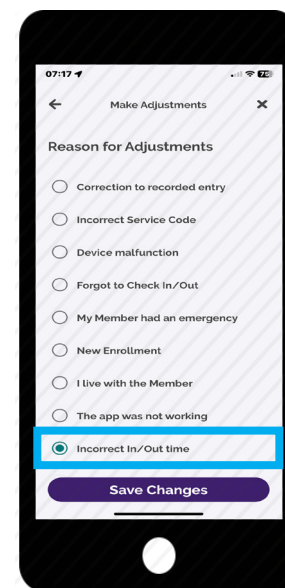 07:17
75
Make Adjustments
Reason for Adjustments
Correction to recorded entry
Incorrect Service Code
Device malfunction
Forgot to Check In/Out
My Member had an emergency
New Enrollment
I live with the Member
The app was not working
Incorrect In/Out time
Save Changes